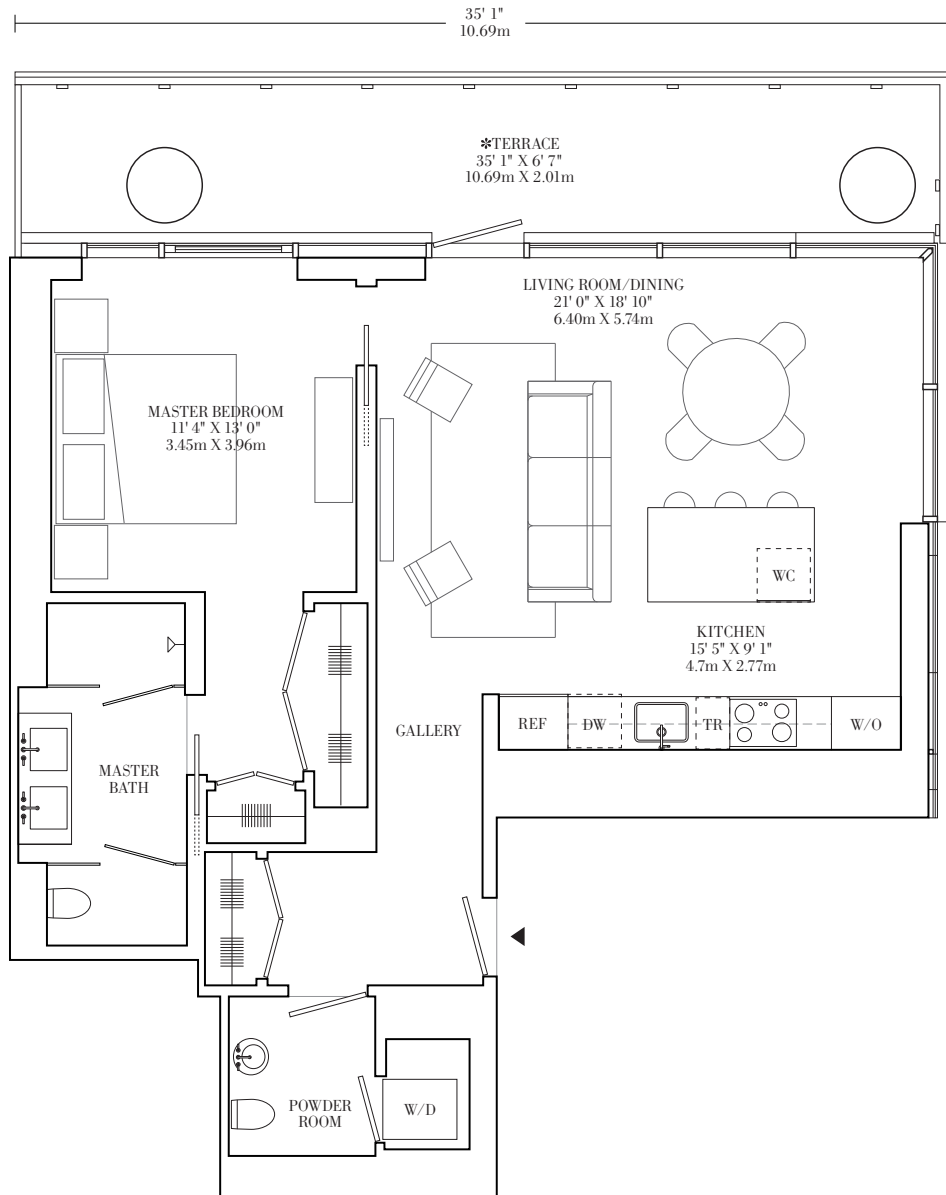 35' 1"
10.69m
✽TERRACE
35' 1" X 6' 7"
10.69m X 2.01m
LIVING ROOM/DINING
21' 0" X 18' 10"
6.40m X 5.74m
MASTER BEDROOM
11' 4" X 13' 0"
3.45m X 3.96m
WC
KITCHEN
15' 5" X 9' 1"
4.7m X 2.77m
GALLERY
REF
DW
TR
W/O
MASTER
BATH
POWDER
ROOM
W/D